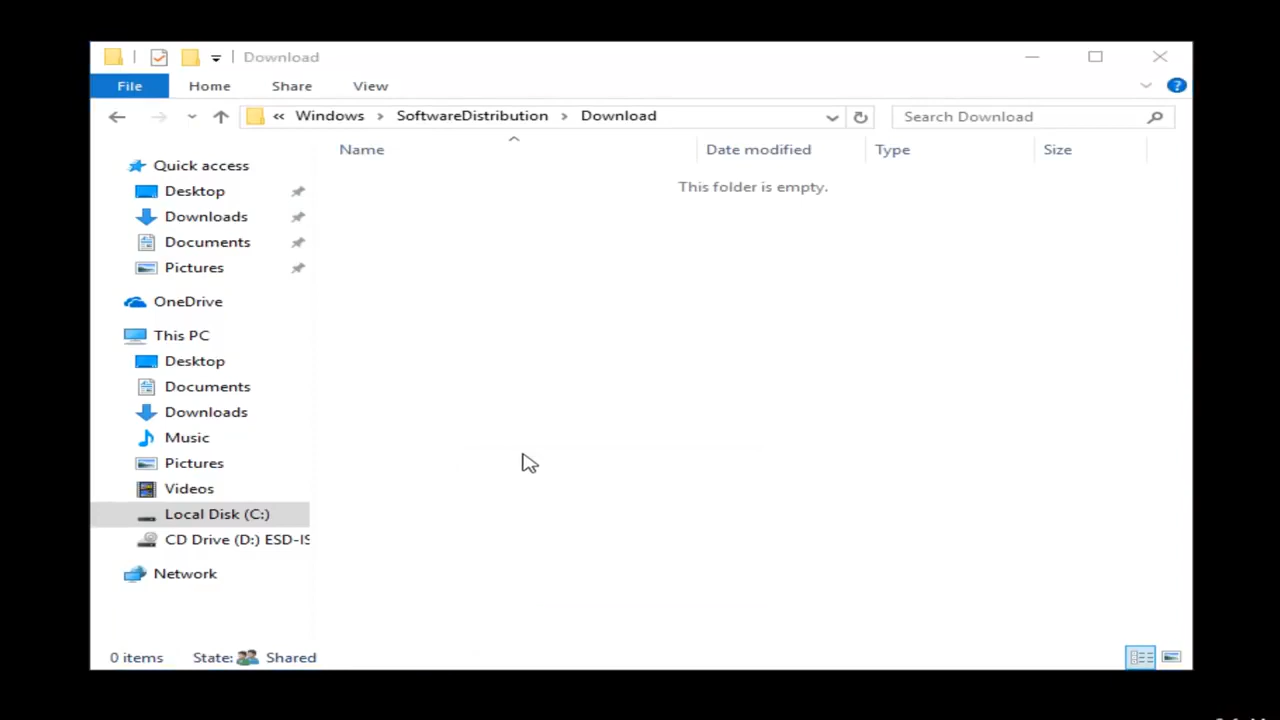 Download
File Home Share View
« Windows > SoftwareDistribution > Download
Search Download
Name Date modified Type Size
This folder is empty.
Quick access
Desktop
Downloads
Documents
Pictures
OneDrive
This PC
Desktop
Documents
Downloads
Music
Pictures
Videos
Local Disk (C:)
CD Drive (D:) ESD-IS
Network
0 items State: Shared